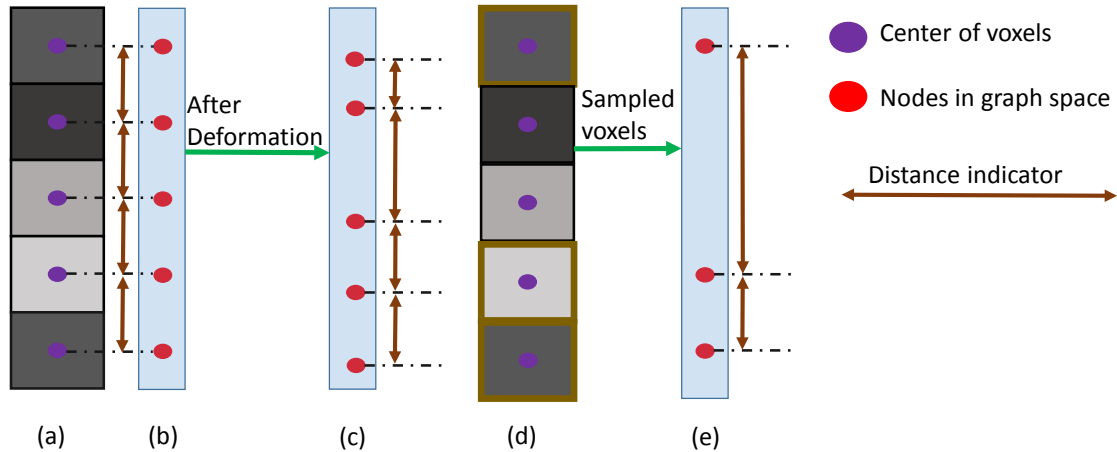 Center of voxels
Nodes in graph space
After
Deformation
Sampled
voxels
Distance indicator
(a)
(b)
(c)
(d)
(e)